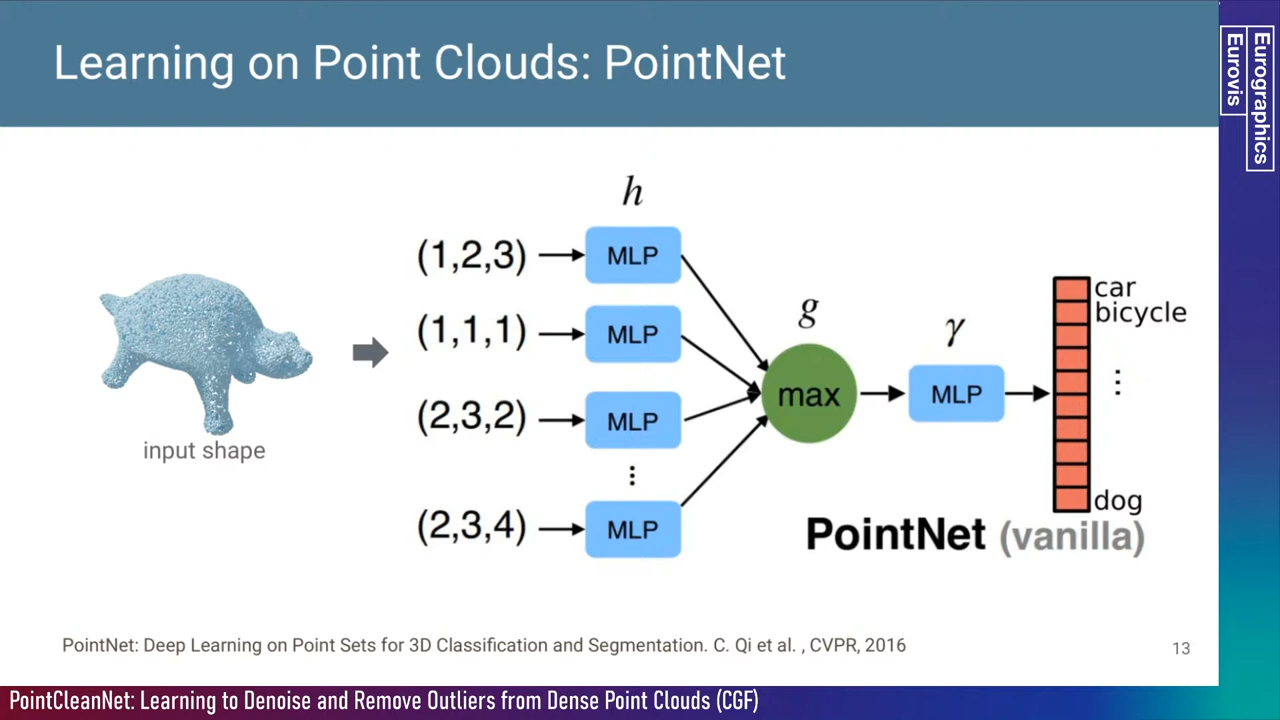 Learning on Point Clouds: PointNet
Eurovis
Eurographics
h
(1,2,3)
MLP
(1,1,1)
MLP
g
γ
car
bicycle
⋮
(2,3,2)
MLP
max
MLP
input shape
⋮
(2,3,4)
MLP
dog
PointNet (vanilla)
PointNet: Deep Learning on Point Sets for 3D Classification and Segmentation. C. Qi et al. , CVPR, 2016
13
PointCleanNet: Learning to Denoise and Remove Outliers from Dense Point Clouds (CGF)